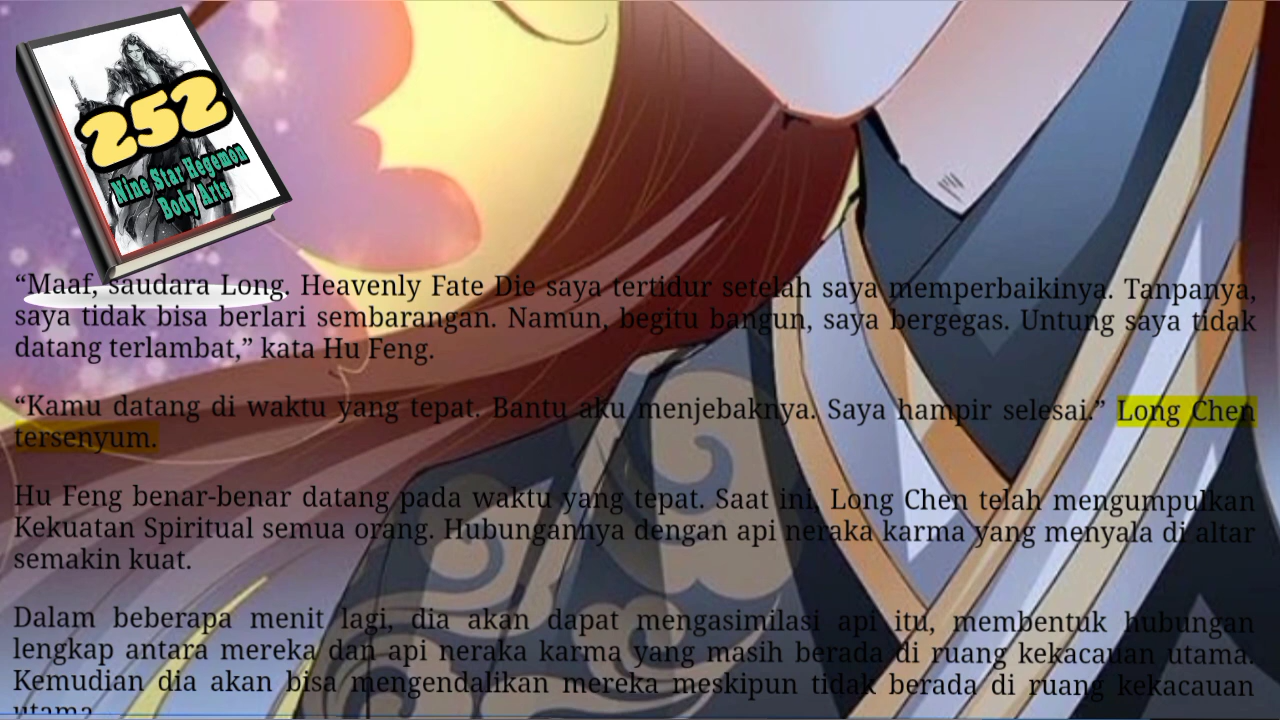 252
Nine Star Hegemon
Body Arts
“Maaf, saudara Long. Heavenly Fate Die saya tertidur setelah saya memperbaikinya. Tanpanya,
saya tidak bisa berlari sembarangan. Namun, begitu bangun, saya bergegas. Untung saya tidak
datang terlambat,” kata Hu Feng.
“Kamu datang di waktu yang tepat. Bantu aku menjebaknya. Saya hampir selesai.” Long Chen
tersenyum.
Hu Feng benar-benar datang pada waktu yang tepat. Saat ini, Long Chen telah mengumpulkan
Kekuatan Spiritual semua orang. Hubungannya dengan api neraka karma yang menyala di altar
semakin kuat.
Dalam beberapa menit lagi, dia akan dapat mengasimilasi api itu, membentuk hubungan
lengkap antara mereka dan api neraka karma yang masih berada di ruang kekacauan utama.
Kemudian dia akan bisa mengendalikan mereka meskipun tidak berada di ruang kekacauan
utama.